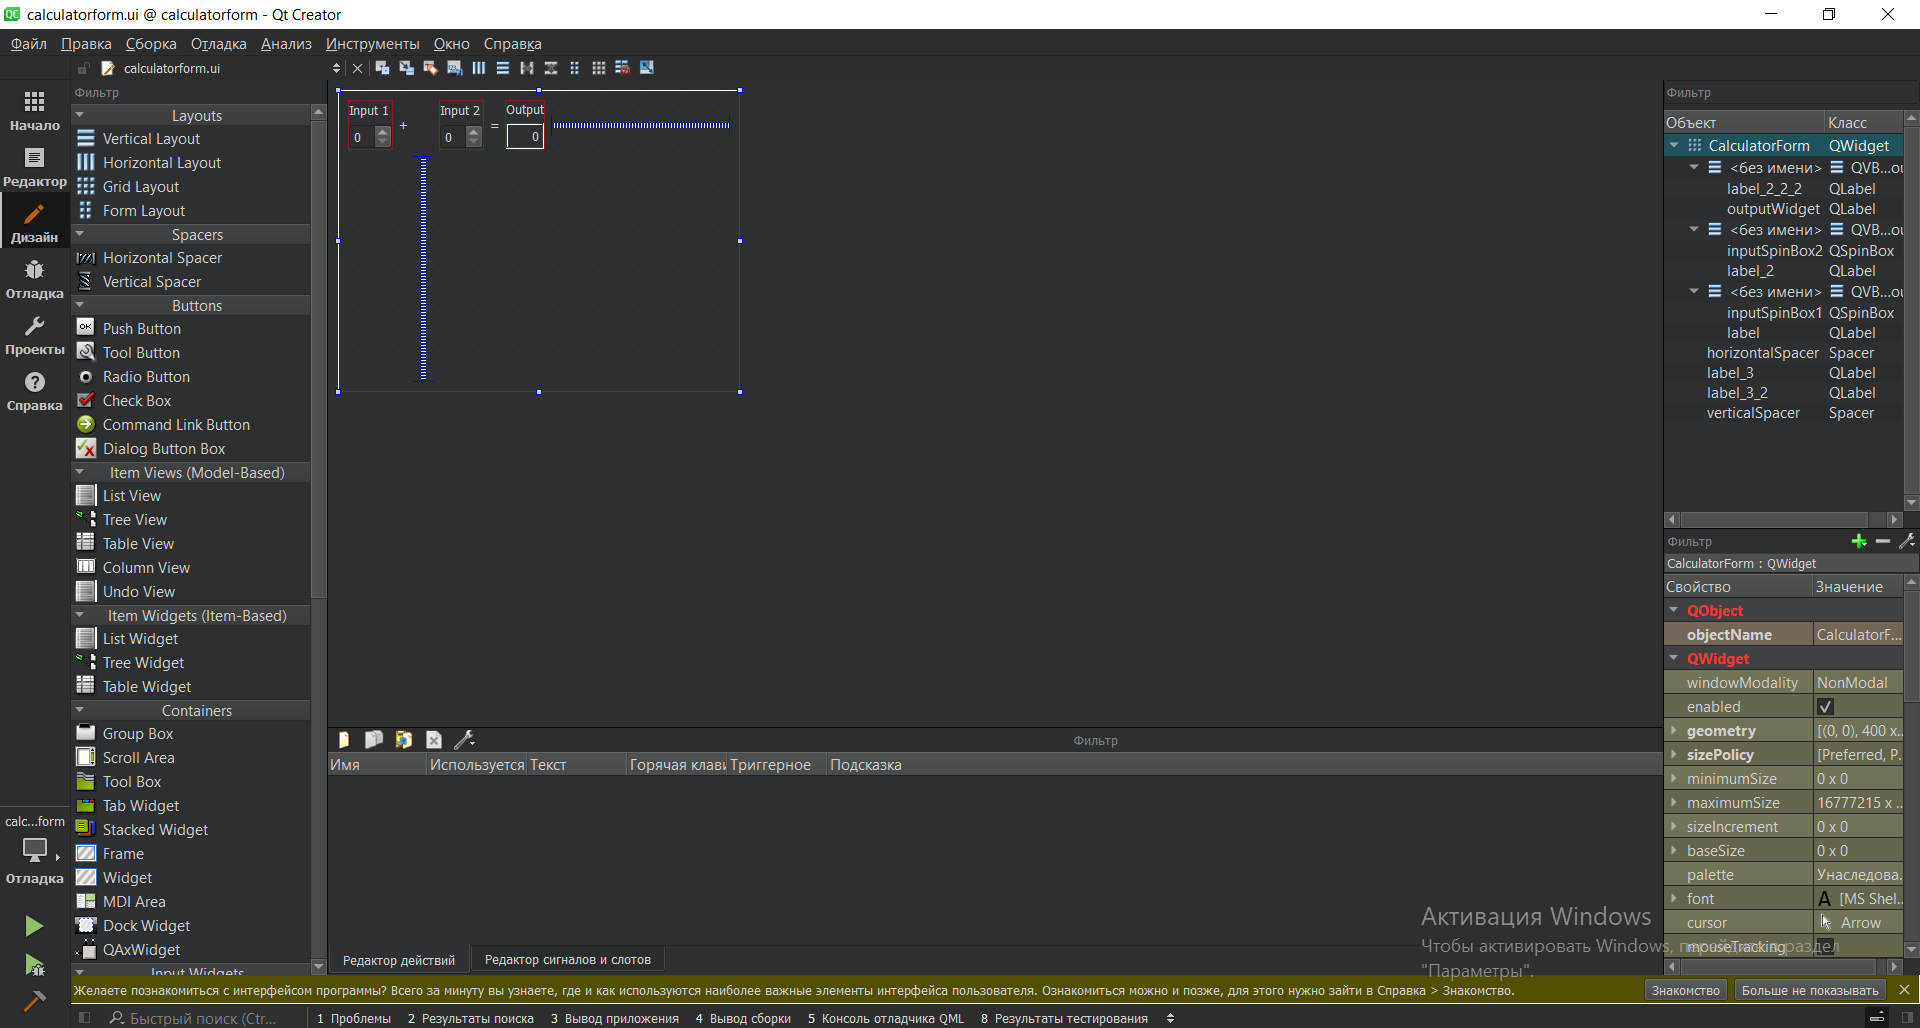 calculatorform.ui @ calculatorform - Qt Creator
Файл Правка Сборка Отладка Анализ Инструменты Окно Справка
calculatorform.ui
Начало
Редактор
Дизайн
Отладка
Проекты
Справка
calc...form
Отладка
Фильтр
Layouts
Vertical Layout
Horizontal Layout
Grid Layout
Form Layout
Spacers
Horizontal Spacer
Vertical Spacer
Buttons
Push Button
Tool Button
Radio Button
Check Box
Command Link Button
Dialog Button Box
Item Views (Model-Based)
List View
Tree View
Table View
Column View
Undo View
Item Widgets (Item-Based)
List Widget
Tree Widget
Table Widget
Containers
Group Box
Scroll Area
Tool Box
Tab Widget
Stacked Widget
Frame
Widget
MDI Area
Dock Widget
QAxWidget
Input Widgets
Input 1 Input 2 Output
0 + 0 = 0
Фильтр
Имя Используется Текст Горячая клави Триггерное Подсказка
Редактор действий Редактор сигналов и слотов
Фильтр
Объект Класс
CalculatorForm QWidget
<без имени> QVB...ou
label_2_2_2 QLabel
outputWidget QLabel
<без имени> QVB...ou
inputSpinBox2 QSpinBox
label_2 QLabel
<без имени> QVB...ou
inputSpinBox1 QSpinBox
label QLabel
horizontalSpacer Spacer
label_3 QLabel
label_3_2 QLabel
verticalSpacer Spacer
Фильтр
CalculatorForm : QWidget
Свойство Значение
QObject
objectName CalculatorF...
QWidget
windowModality NonModal
enabled
geometry [(0, 0), 400 x...
sizePolicy [Preferred, P...
minimumSize 0 x 0
maximumSize 16777215 x ...
sizeIncrement 0 x 0
baseSize 0 x 0
palette Унаследова...
font A [MS Shel...
cursor Arrow
mouseTracking
Активация Windows
Чтобы активировать Windows, перейдите в раздел
"Параметры".
Желаете познакомиться с интерфейсом программы? Всего за минуту вы узнаете, где и как используются наиболее важные элементы интерфейса пользователя. Ознакомиться можно и позже, для этого нужно зайти в Справка > Знакомство.
Знакомство Больше не показывать
Быстрый поиск (Ctr... 1 Проблемы 2 Результаты поиска 3 Вывод приложения 4 Вывод сборки 5 Консоль отладчика QML 8 Результаты тестирования